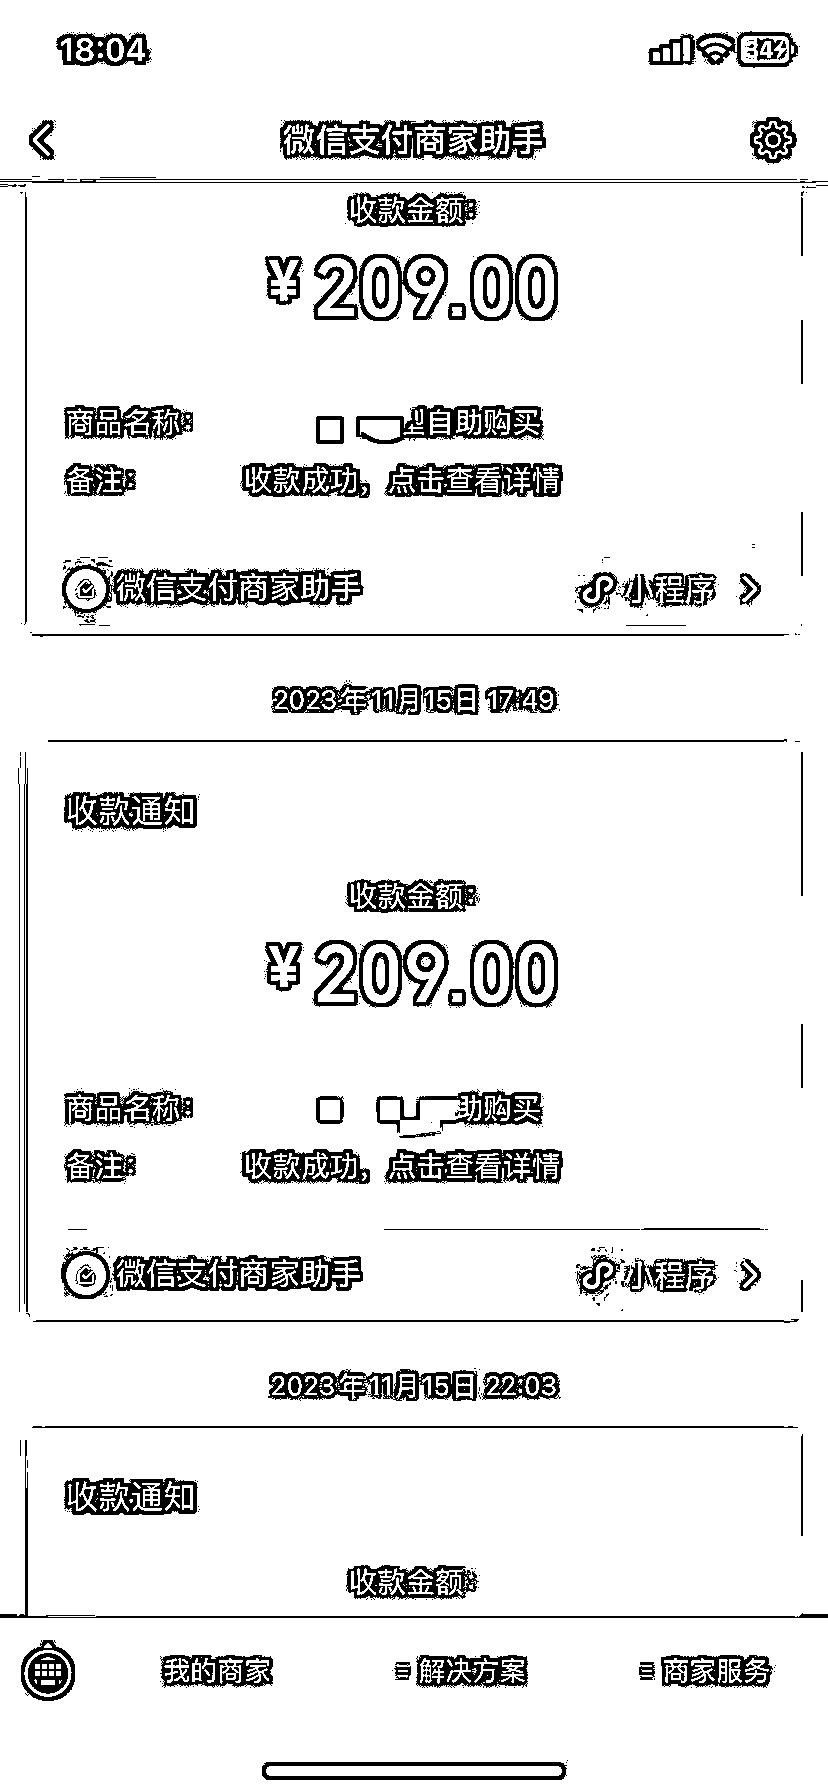 18:04 34
微信支付商家助手
收款金额:
¥209.00
商品名称: 自助购买
备注: 收款成功，点击查看详情
微信支付商家助手 小程序
2023年11月15日 17:49
收款通知
收款金额:
¥209.00
商品名称: 助购买
备注: 收款成功，点击查看详情
微信支付商家助手 小程序
2023年11月15日 22:03
收款通知
收款金额:
我的商家 解决方案 商家服务